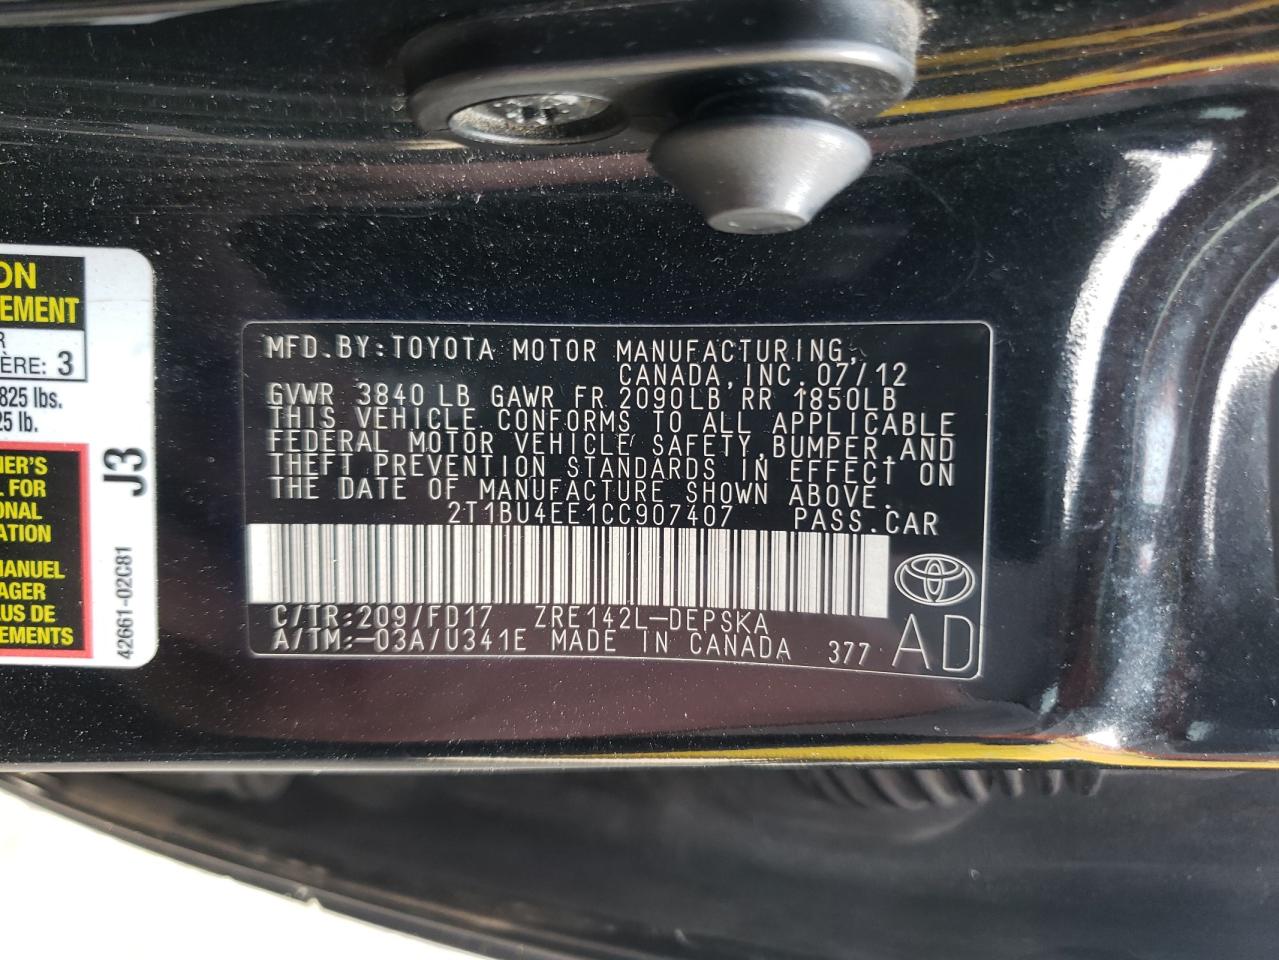 ON
EMENT
R
ÈRE: 3
825 lbs.
25 lb.
NER'S
L FOR
ONAL
ATION
MANUEL
AGER
LUS DE
EMENTS
J3
42661-02C81
MFD.BY:TOYOTA MOTOR MANUFACTURING,
CANADA,INC.07/12
GVWR 3840LB GAWR FR 2090LB RR 1850LB
THIS VEHICLE CONFORMS TO ALL APPLICABLE
FEDERAL MOTOR VEHICLE SAFETY,BUMPER,AND
THEFT PREVENTION STANDARDS IN EFFECT ON
THE DATE OF MANUFACTURE SHOWN ABOVE.
2T1BU4EE1CC907407 PASS.CAR
C/TR:209/FD17 ZRE142L-DEPSKA
A/TM:-03A/U341E MADE IN CANADA 377 AD